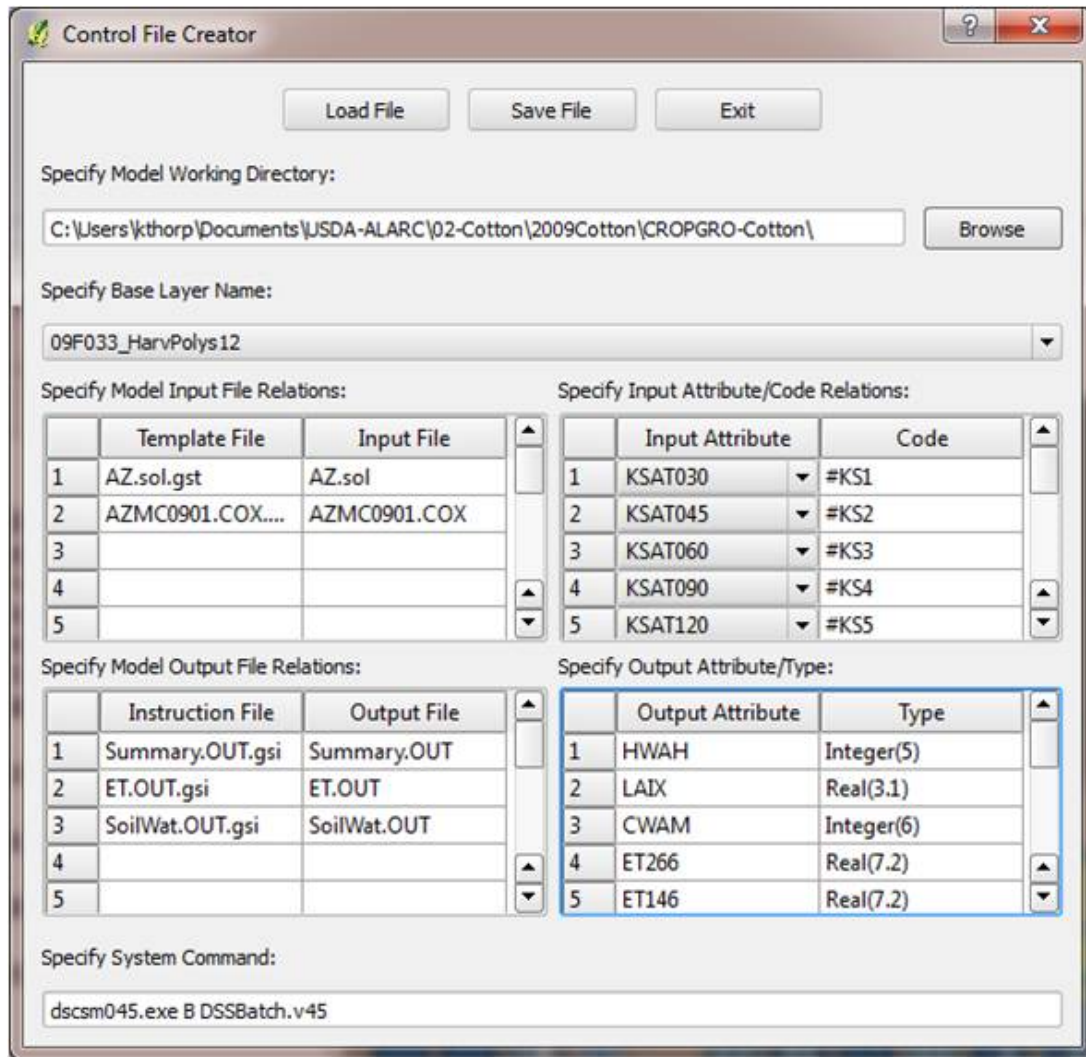 Control File Creator
Load File Save File Exit
Specify Model Working Directory:
C:\Users\kthorp\Documents\USDA-ALARC\02-Cotton\2009Cotton\CROPGRO-Cotton\ Browse
Specify Base Layer Name:
09F033_HarvPolys12
Specify Model Input File Relations:
Template File Input File
1 AZ.sol.gst AZ.sol
2 AZMC0901.COX.... AZMC0901.COX
3
4
5
Specify Input Attribute/Code Relations:
Input Attribute Code
1 KSAT030 #KS1
2 KSAT045 #KS2
3 KSAT060 #KS3
4 KSAT090 #KS4
5 KSAT120 #KS5
Specify Model Output File Relations:
Instruction File Output File
1 Summary.OUT.gsi Summary.OUT
2 ET.OUT.gsi ET.OUT
3 SoilWat.OUT.gsi SoilWat.OUT
4
5
Specify Output Attribute/Type:
Output Attribute Type
1 HWAH Integer(5)
2 LAIX Real(3.1)
3 CWAM Integer(6)
4 ET266 Real(7.2)
5 ET146 Real(7.2)
Specify System Command:
dscsm045.exe B DSSBatch.v45